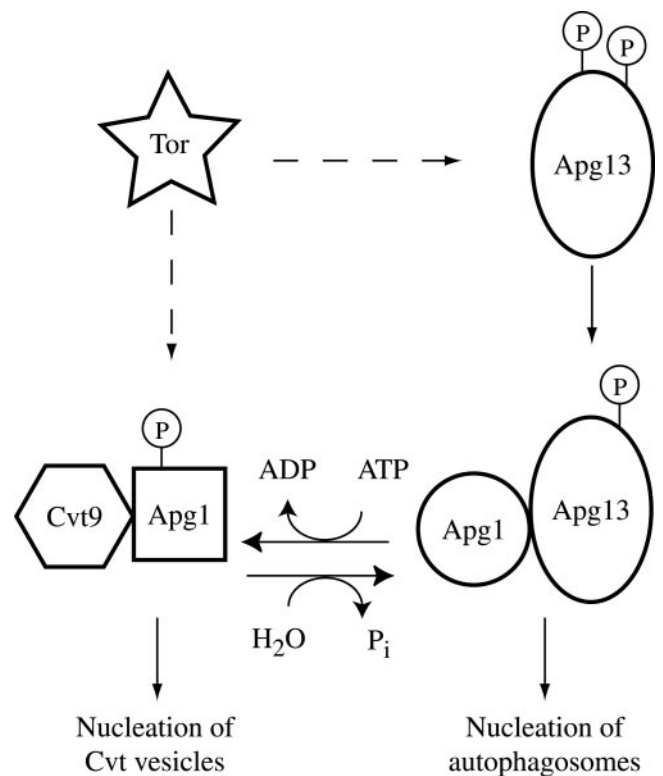 P
P
Tor
Apg13
P
P
ADP
ATP
Cvt9
Apg1
Apg1
Apg13
H₂O
Pᵢ
Nucleation of
Cvt vesicles
Nucleation of
autophagosomes